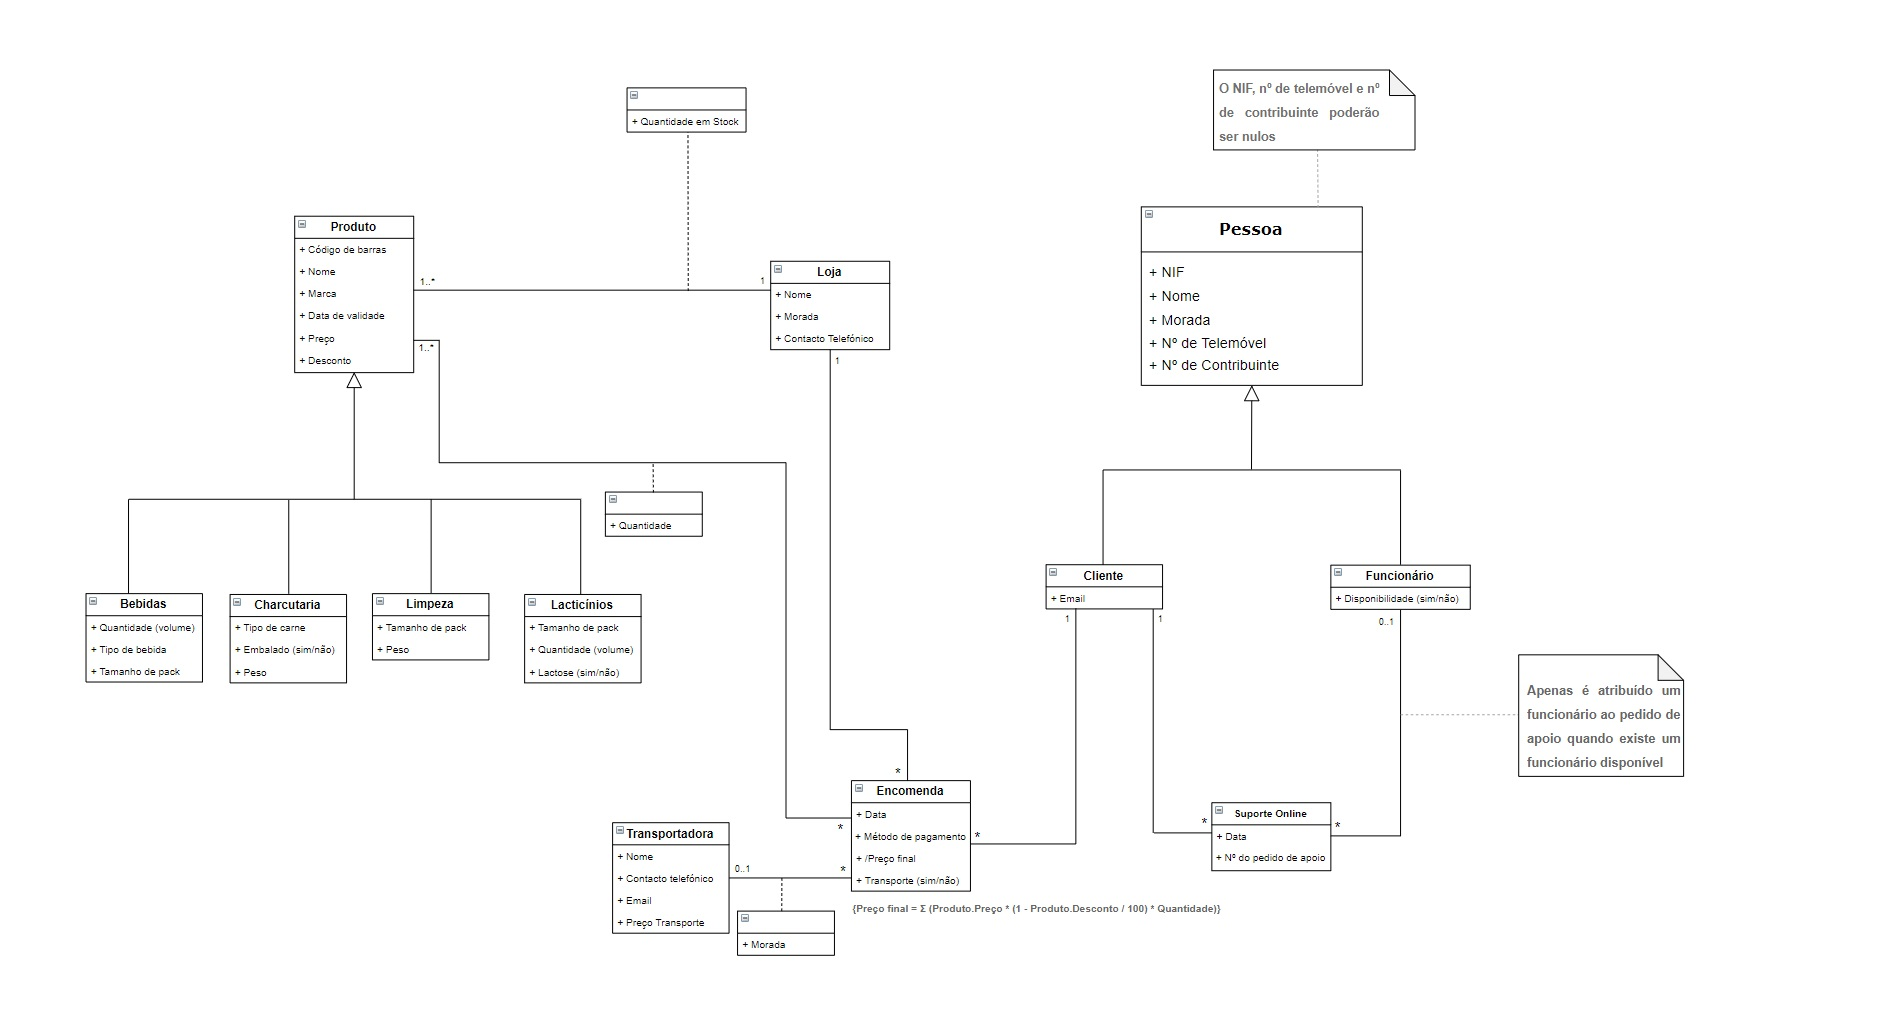 + Quantidade em Stock
O NIF, nº de telemóvel e nº
de contribuinte poderão
ser nulos
Produto
+ Código de barras
+ Nome
+ Marca
+ Data de validade
+ Preço
+ Desconto
1..*
1
1..*
Loja
+ Nome
+ Morada
+ Contacto Telefónico
1
Pessoa
+ NIF
+ Nome
+ Morada
+ Nº de Telemóvel
+ Nº de Contribuinte
+ Quantidade
Bebidas
+ Quantidade (volume)
+ Tipo de bebida
+ Tamanho de pack
Charcutaria
+ Tipo de carne
+ Embalado (sim/não)
+ Peso
Limpeza
+ Tamanho de pack
+ Peso
Lacticínios
+ Tamanho de pack
+ Quantidade (volume)
+ Lactose (sim/não)
Cliente
+ Email
1
1
Funcionário
+ Disponibilidade (sim/não)
0..1
Apenas é atribuído um
funcionário ao pedido de
apoio quando existe um
funcionário disponivel
*
Encomenda
+ Data
+ Método de pagamento
+ /Preço final
+ Transporte (sim/não)
*
*
*
Transportadora
+ Nome
+ Contacto telefónico
+ Email
+ Preço Transporte
0..1
+ Morada
{Preço final = Σ (Produto.Preço * (1 - Produto.Desconto / 100) * Quantidade)}
*
Suporte Online
+ Data
+ Nº do pedido de apoio
*